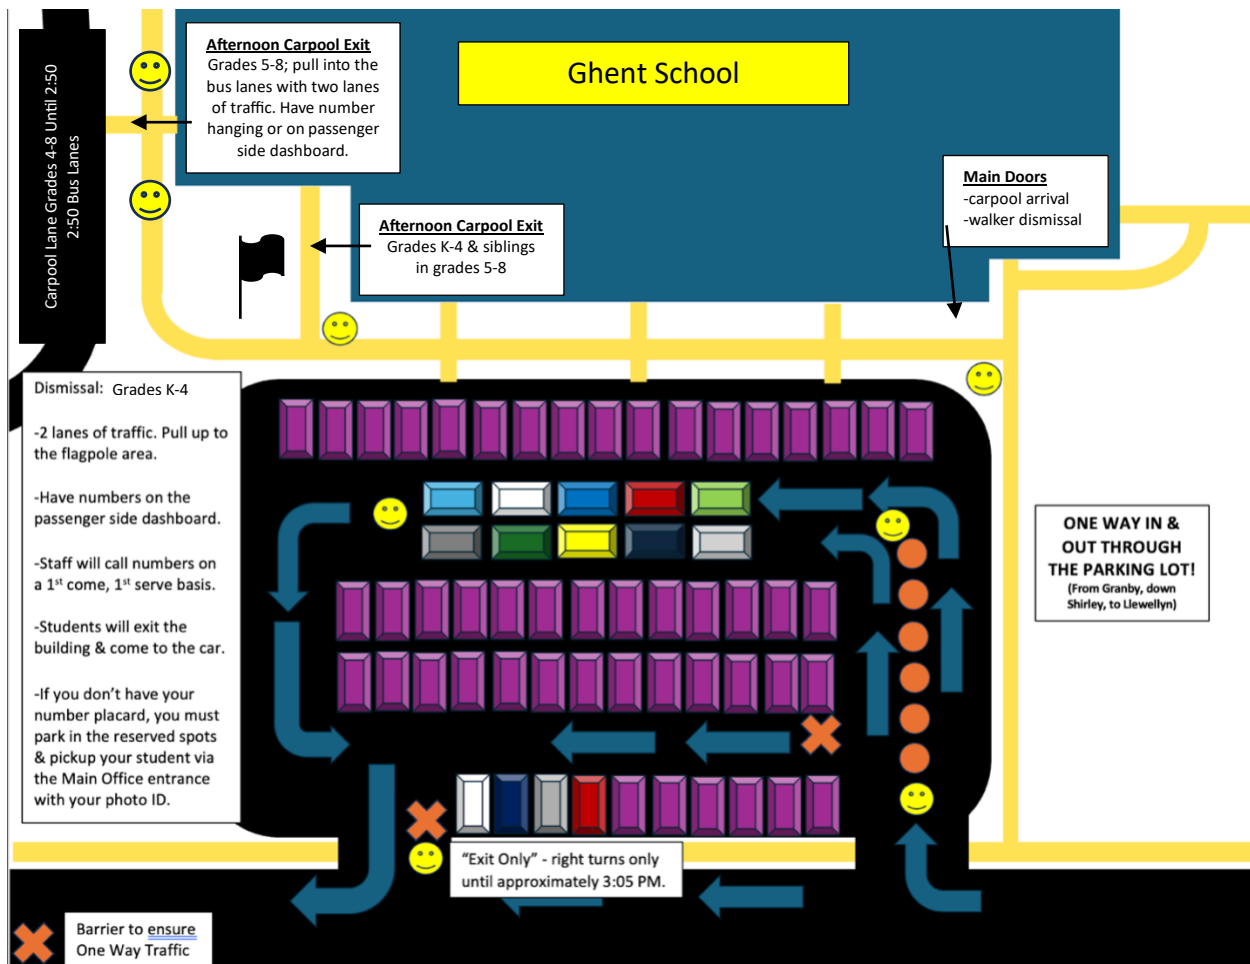 Afternoon Carpool Exit
Grades 5-8; pull into the
bus lanes with two lanes
of traffic. Have number
hanging or on passenger
side dashboard.
Ghent School
Carpool Lane Grades 4-8 Until 2:50
2:50 Bus Lanes
Main Doors
-carpool arrival
-walker dismissal
Afternoon Carpool Exit
Grades K-4 & siblings
in grades 5-8
Dismissal: Grades K-4
-2 lanes of traffic. Pull up to
the flagpole area.
-Have numbers on the
passenger side dashboard.
-Staff will call numbers on
a 1st come, 1st serve basis.
-Students will exit the
building & come to the car.
-If you don’t have your
number placard, you must
park in the reserved spots
& pickup your student via
the Main Office entrance
with your photo ID.
ONE WAY IN &
OUT THROUGH
THE PARKING LOT!
(From Granby, down
Shirley, to Llewellyn)
“Exit Only” - right turns only
until approximately 3:05 PM.
Barrier to ensure
One Way Traffic